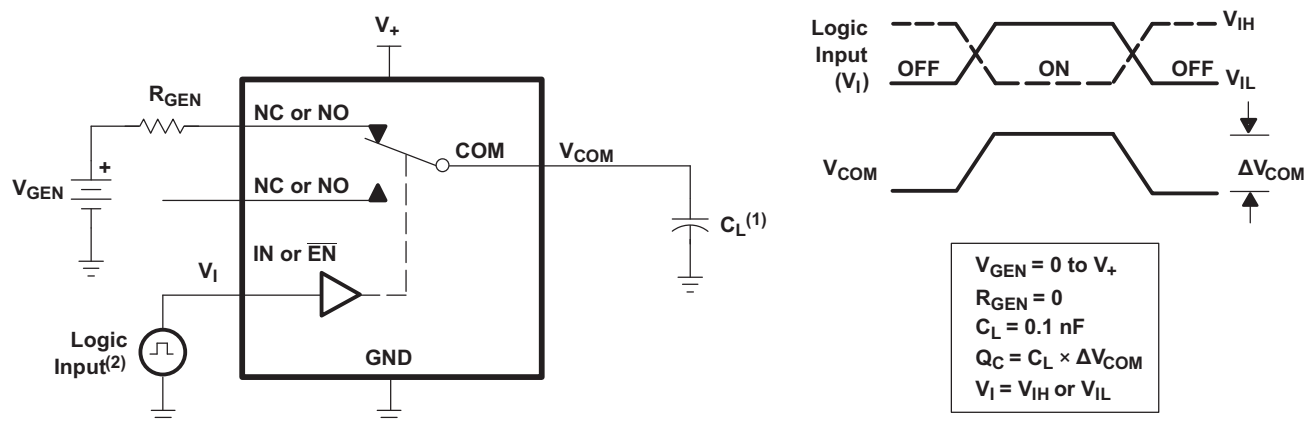 V+
RGEN
NC or NO
COM
VCOM
+
VGEN
NC or NO
CL(1)
IN or EN
VI
Logic
Input(2)
GND
Logic
Input
(VI)
OFF
ON
OFF
VIH
VIL
VCOM
ΔVCOM
VGEN = 0 to V+
RGEN = 0
CL = 0.1 nF
QC = CL × ΔVCOM
VI = VIH or VIL